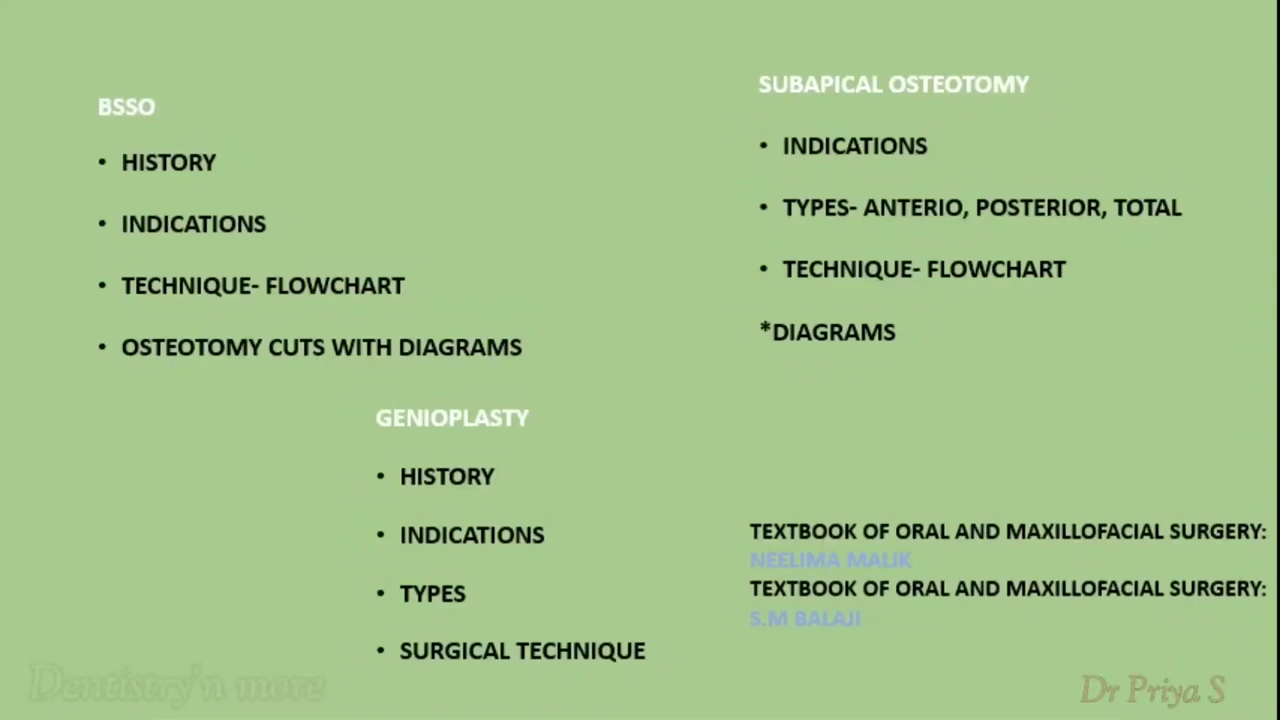 BSSO
• HISTORY
• INDICATIONS
• TECHNIQUE- FLOWCHART
• OSTEOTOMY CUTS WITH DIAGRAMS
SUBAPICAL OSTEOTOMY
• INDICATIONS
• TYPES- ANTERIO, POSTERIOR, TOTAL
• TECHNIQUE- FLOWCHART
*DIAGRAMS
GENIOPLASTY
• HISTORY
• INDICATIONS
• TYPES
• SURGICAL TECHNIQUE
TEXTBOOK OF ORAL AND MAXILLOFACIAL SURGERY:
NEELIMA MALIK
TEXTBOOK OF ORAL AND MAXILLOFACIAL SURGERY:
S.M BALAJI
Dentistry'n more
Dr Priya S